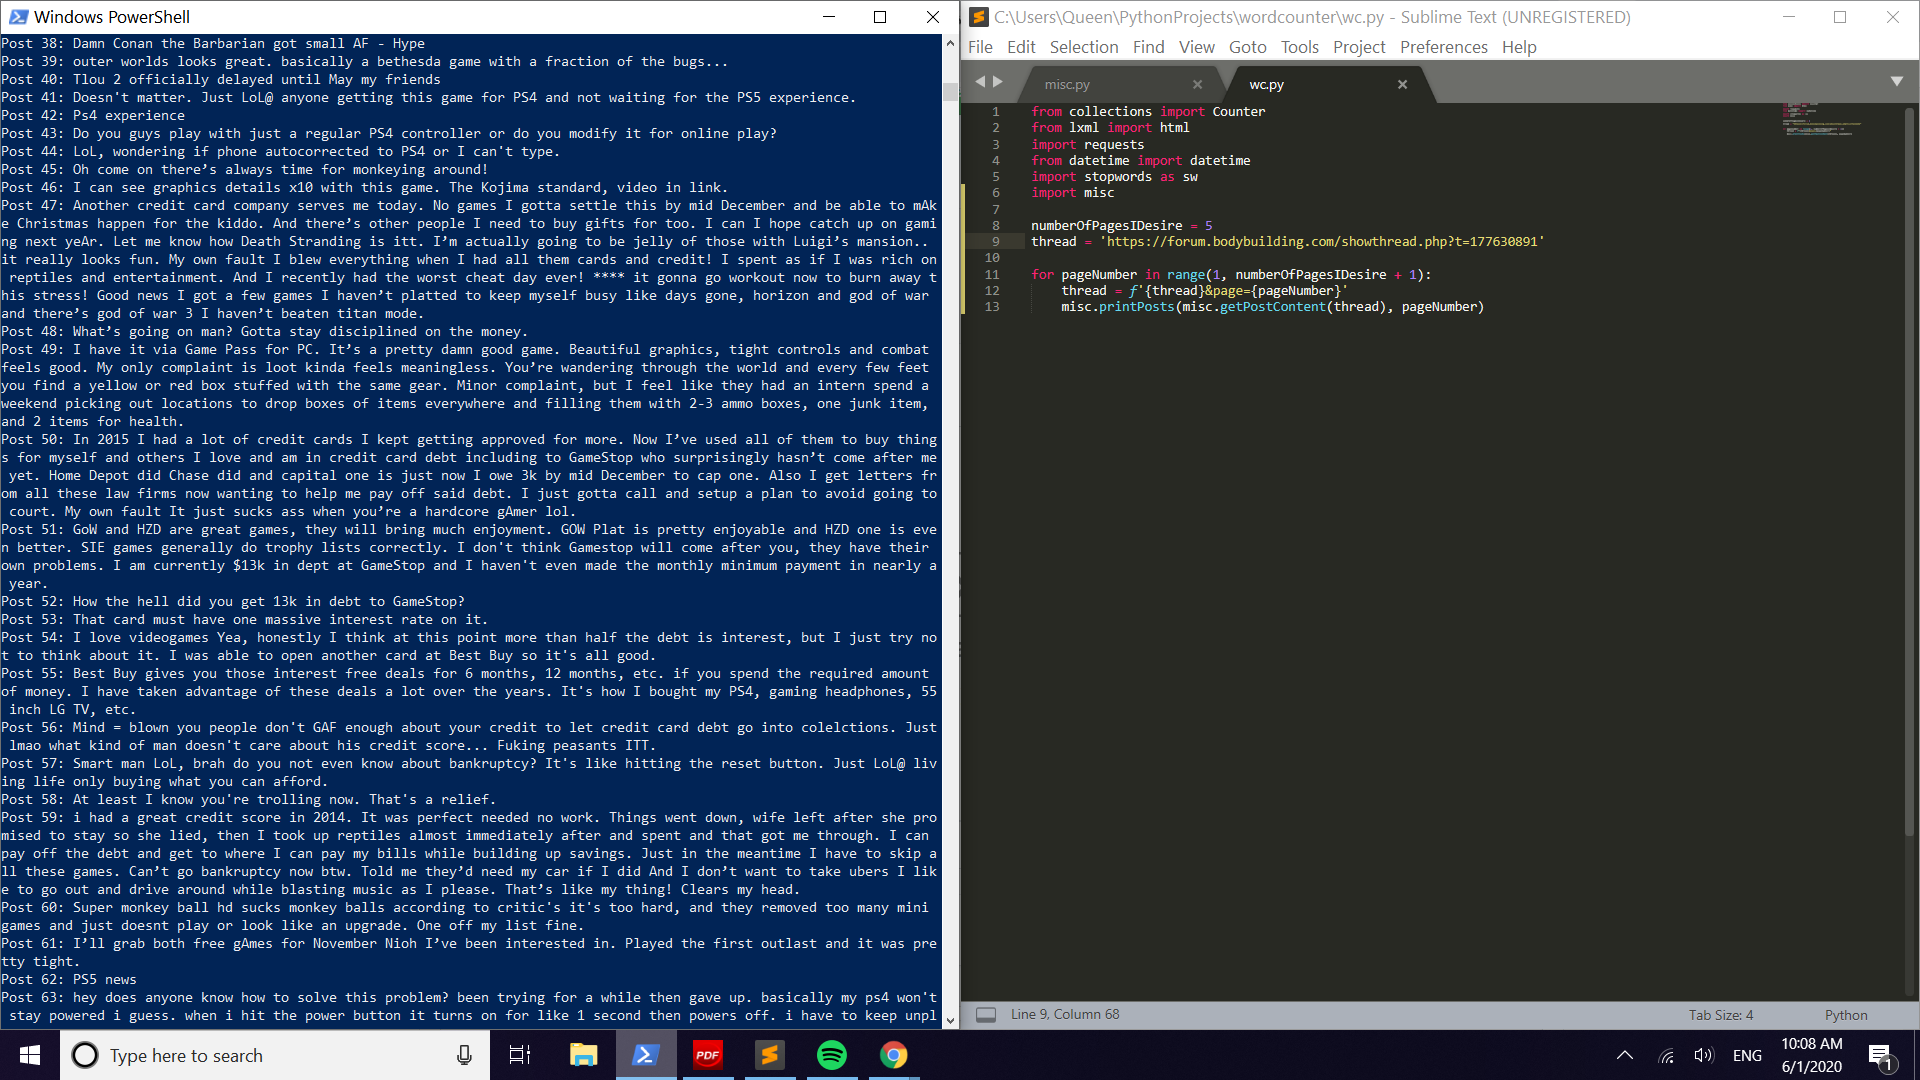 Windows PowerShell
Post 38: Damn Conan the Barbarian got small AF - Hype
Post 39: outer worlds looks great. basically a bethesda game with a fraction of the bugs...
Post 40: Tlou 2 officially delayed until May my friends
Post 41: Doesn't matter. Just LoL@ anyone getting this game for PS4 and not waiting for the PS5 experience.
Post 42: Ps4 experience
Post 43: Do you guys play with just a regular PS4 controller or do you modify it for online play?
Post 44: LoL, wondering if phone autocorrected to PS4 or I can't type.
Post 45: Oh come on there’s always time for monkeying around!
Post 46: I can see graphics details x10 with this game. The Kojima standard, video in link.
Post 47: Another credit card company serves me today. No games I gotta settle this by mid December and be able to mAk
e Christmas happen for the kiddo. And there’s other people I need to buy gifts for too. I can I hope catch up on gami
ng next yeAr. Let me know how Death Stranding is itt. I’m actually going to be jelly of those with Luigi’s mansion..
it really looks fun. My own fault I blew everything when I had all them cards and credit! I spent as if I was rich on
 reptiles and entertainment. And I recently had the worst cheat day ever! **** it gonna go workout now to burn away t
his stress! Good news I got a few games I haven’t platted to keep myself busy like days gone, horizon and god of war
and there’s god of war 3 I haven’t beaten titan mode.
Post 48: What’s going on man? Gotta stay disciplined on the money.
Post 49: I have it via Game Pass for PC. It’s a pretty damn good game. Beautiful graphics, tight controls and combat
feels good. My only complaint is loot kinda feels meaningless. You’re wandering through the world and every few feet
you find a yellow or red box stuffed with the same gear. Minor complaint, but I feel like they had an intern spend a
weekend picking out locations to drop boxes of items everywhere and filling them with 2-3 ammo boxes, one junk item,
and 2 items for health.
Post 50: In 2015 I had a lot of credit cards I kept getting approved for more. Now I’ve used all of them to buy thing
s for myself and others I love and am in credit card debt including to GameStop who surprisingly hasn’t come after me
 yet. Home Depot did Chase did and capital one is just now I owe 3k by mid December to cap one. Also I get letters fr
om all these law firms now wanting to help me pay off said debt. I just gotta call and setup a plan to avoid going to
 court. My own fault It just sucks ass when you’re a hardcore gAmer lol.
Post 51: GoW and HZD are great games, they will bring much enjoyment. GOW Plat is pretty enjoyable and HZD one is eve
n better. SIE games generally do trophy lists correctly. I don't think Gamestop will come after you, they have their
own problems. I am currently $13k in dept at GameStop and I haven't even made the monthly minimum payment in nearly a
 year.
Post 52: How the hell did you get 13k in debt to GameStop?
Post 53: That card must have one massive interest rate on it.
Post 54: I love videogames Yea, honestly I think at this point more than half the debt is interest, but I just try no
t to think about it. I was able to open another card at Best Buy so it's all good.
Post 55: Best Buy gives you those interest free deals for 6 months, 12 months, etc. if you spend the required amount
of money. I have taken advantage of these deals a lot over the years. It's how I bought my PS4, gaming headphones, 55
 inch LG TV, etc.
Post 56: Mind = blown you people don't GAF enough about your credit to let credit card debt go into colelctions. Just
 lmao what kind of man doesn't care about his credit score... Fuking peasants ITT.
Post 57: Smart man LoL, brah do you not even know about bankruptcy? It's like hitting the reset button. Just LoL@ liv
ing life only buying what you can afford.
Post 58: At least I know you're trolling now. That's a relief.
Post 59: i had a great credit score in 2014. It was perfect needed no work. Things went down, wife left after she pro
mised to stay so she lied, then I took up reptiles almost immediately after and spent and that got me through. I can
pay off the debt and get to where I can pay my bills while building up savings. Just in the meantime I have to skip a
ll these games. Can’t go bankruptcy now btw. Told me they’d need my car if I did And I don’t want to take ubers I lik
e to go out and drive around while blasting music as I please. That’s like my thing! Clears my head.
Post 60: Super monkey ball hd sucks monkey balls according to critic's it's too hard, and they removed too many mini
games and just doesnt play or look like an upgrade. One off my list fine.
Post 61: I’ll grab both free gAmes for November Nioh I’ve been interested in. Played the first outlast and it was pre
tty tight.
Post 62: PS5 news
Post 63: hey does anyone know how to solve this problem? been trying for a while then gave up. basically my ps4 won't
 stay powered i guess. when i hit the power button it turns on for like 1 second then powers off. i have to keep unpl
C:\Users\Queen\PythonProjects\wordcounter\wc.py - Sublime Text (UNREGISTERED)
File Edit Selection Find View Goto Tools Project Preferences Help
misc.py wc.py
1 from collections import Counter
2 from lxml import html
3 import requests
4 from datetime import datetime
5 import stopwords as sw
6 import misc
7
8 numberOfPagesIDesire = 5
9 thread = 'https://forum.bodybuilding.com/showthread.php?t=177630891'
10
11 for pageNumber in range(1, numberOfPagesIDesire + 1):
12     thread = f'{thread}&page={pageNumber}'
13     misc.printPosts(misc.getPostContent(thread), pageNumber)
Line 9, Column 68
Tab Size: 4
Python
Type here to search
PDF
ENG
10:08 AM
6/1/2020
1